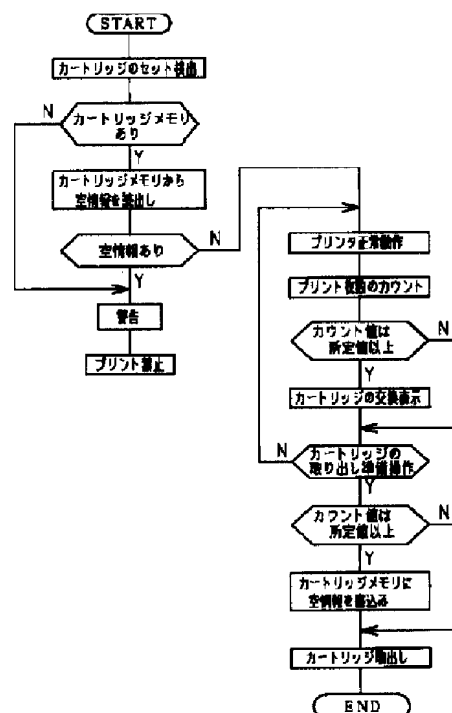 START
カートリッジのセット検出
カートリッジメモリ
あり
N
Y
カートリッジメモリから
空情報を読出し
空情報あり
N
Y
警告
プリント禁止
プリンタ正常動作
プリント枚数のカウント
カウント値は
所定値以上
N
Y
カートリッジの交換表示
カートリッジの
取り出し準備操作
N
Y
カウント値は
所定値以上
N
Y
カートリッジメモリに
空情報を書込み
カートリッジ取出し
END